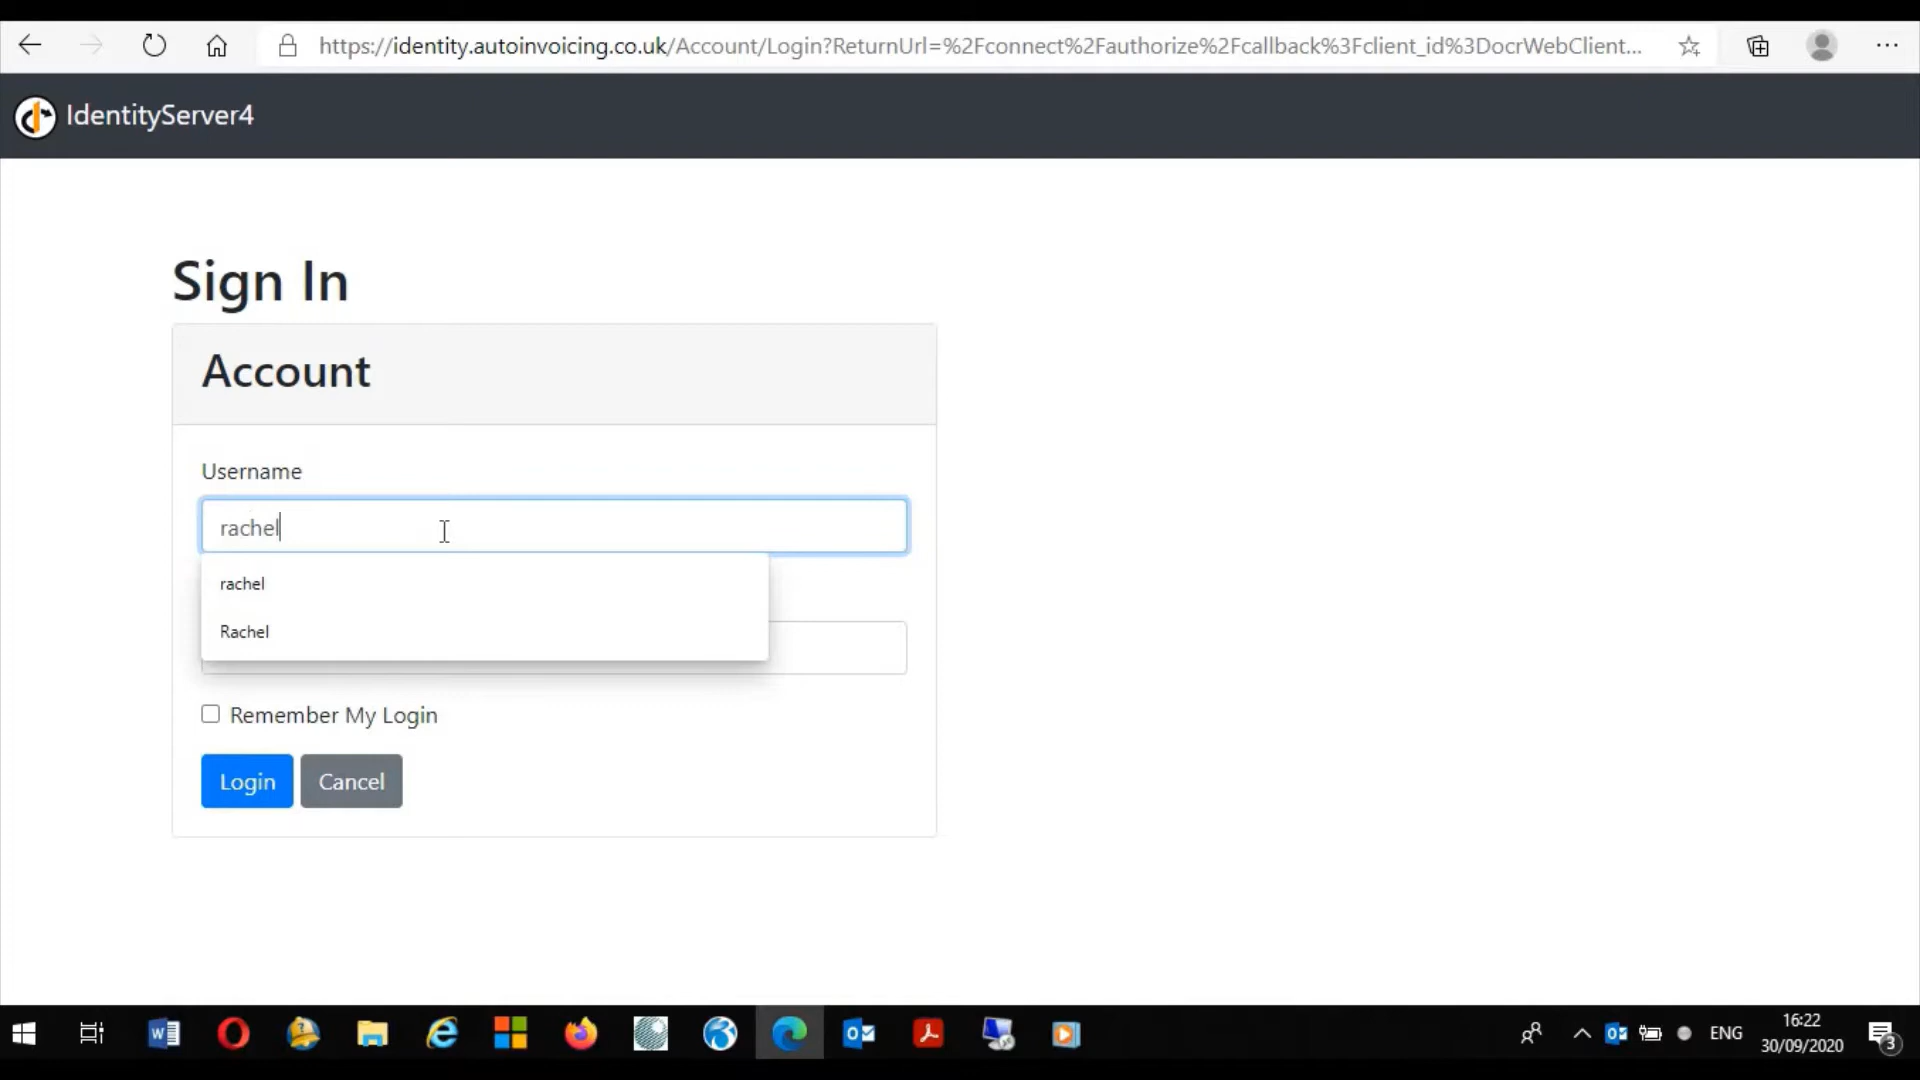 https://identity.autoinvoicing.co.uk/Account/Login?ReturnUrl=%2Fconnect%2Fauthorize%2Fcallback%3Fclient_id%3DocrWebClient...
IdentityServer4
Sign In
Account
Username
rachel
rachel
Rachel
Remember My Login
Login Cancel
ENG
16:22
30/09/2020
3